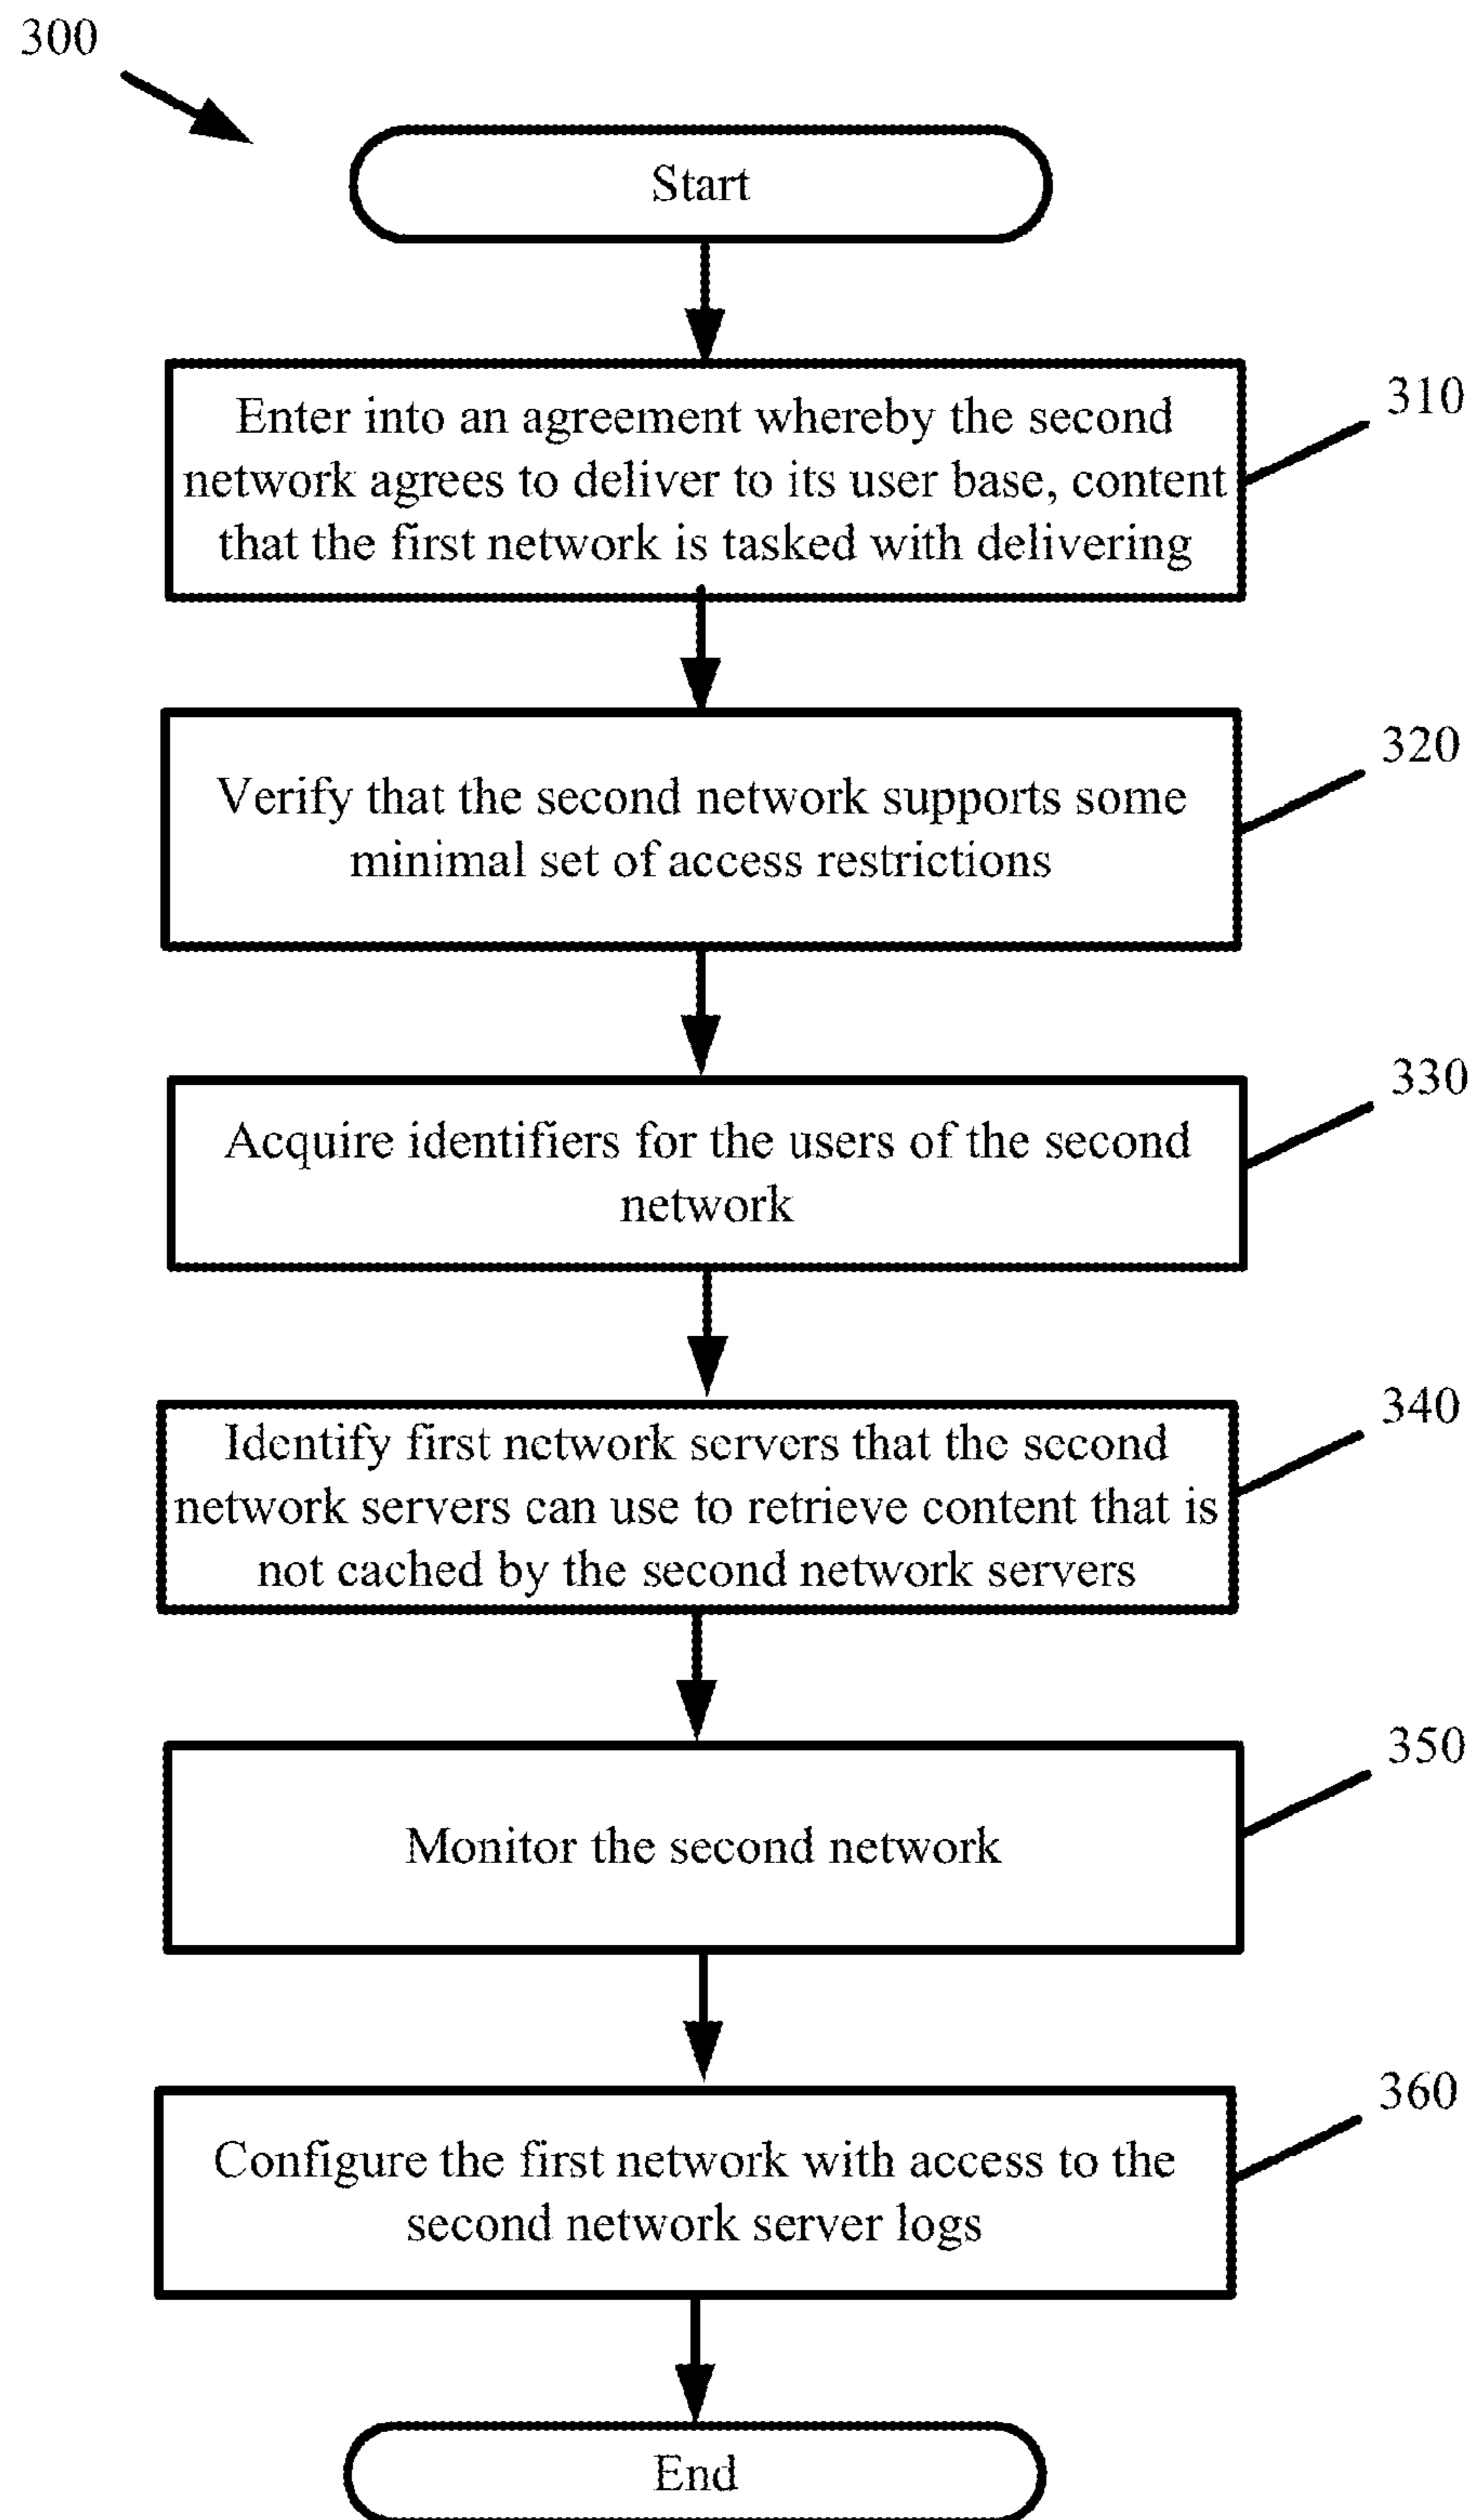 300
Start
310
Enter into an agreement whereby the second
network agrees to deliver to its user base, content
that the first network is tasked with delivering
320
Verify that the second network supports some
minimal set of access restrictions
330
Acquire identifiers for the users of the second
network
340
Identify first network servers that the second
network servers can use to retrieve content that is
not cached by the second network servers
350
Monitor the second network
360
Configure the first network with access to the
second network server logs
End